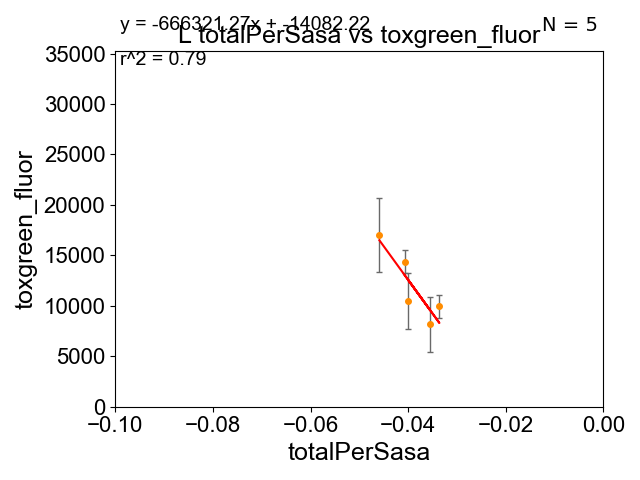 y = -666321.27x + -14082.22
N = 5
L totalPerSasa vs toxgreen_fluor
r^2 = 0.79
35000
30000
25000
20000
15000
10000
5000
0
toxgreen_fluor
−0.10 −0.08 −0.06 −0.04 −0.02 0.00
totalPerSasa